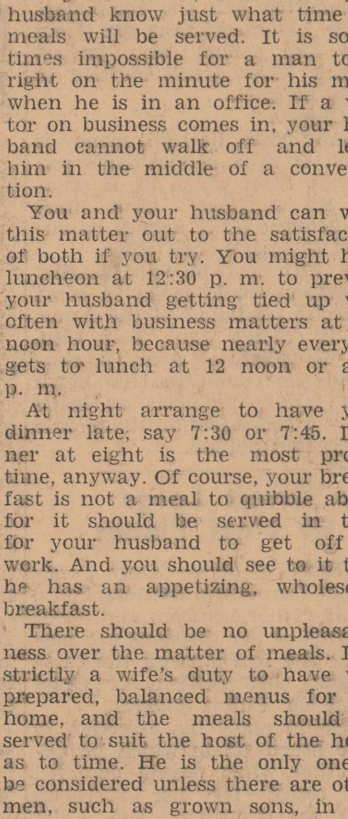 husband know just what time
meals will be served. It is so
times impossible for a man to
right on the minute for his m
when he is in an office. If a
tor on business comes in, your
band cannot walk off and le
him in the middle of a conve
tion.
You and your husband can w
this matter out to the satisfac
of both if you try. You might h
luncheon at 12:30 p. m. to prev
your husband getting tied up
often with business matters at
noon hour, because nearly every
gets to lunch at 12 noon or a
p. m.
At night arrange to have y
dinner late, say 7:30 or 7:45. D
ner at eight is the most pro
time, anyway. Of course, your bre
fast is not a meal to quibble ab
for it should be served in t
for your husband to get off
work. And you should see to it t
he has an appetizing, wholes
breakfast.
There should be no unpleasa
ness over the matter of meals. I
strictly a wife's duty to have
prepared, balanced menus for
home, and the meals should
served to suit the host of the h
as to time. He is the only one
be considered unless there are ot
men, such as grown sons, in